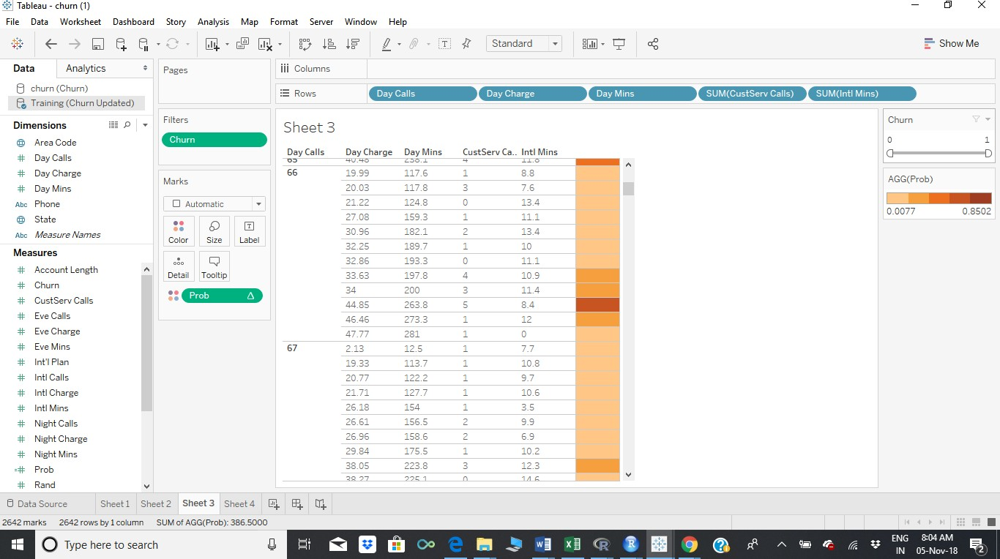 Tableau - churn (1)
File Data Worksheet Dashboard Story Analysis Map Format Server Window Help
Standard
Show Me
Data Analytics
churn (Churn)
Training (Churn Updated)
Dimensions
Area Code
Day Calls
Day Charge
Day Mins
Abc Phone
State
Abc Measure Names
Measures
Account Length
Churn
CustServ Calls
Eve Calls
Eve Charge
Eve Mins
Int'l Plan
Intl Calls
Intl Charge
Intl Mins
Night Calls
Night Charge
Night Mins
Prob
Rand
Pages
Filters
Churn
Marks
Automatic
Color Size Label
Detail Tooltip
Prob
Columns
Rows Day Calls Day Charge Day Mins SUM(CustServ Calls) SUM(Intl Mins)
Sheet 3
Day Calls Day Charge Day Mins CustServ Ca.. Intl Mins
65 40.48 238.1 4 11.8
66 19.99 117.6 1 8.8
20.03 117.8 3 7.6
21.22 124.8 0 13.4
27.08 159.3 1 11.1
30.96 182.1 2 13.4
32.25 189.7 1 10
32.86 193.3 0 11.1
33.63 197.8 4 10.9
34 200 3 11.4
44.85 263.8 5 8.4
46.46 273.3 1 12
47.77 281 1 0
67 2.13 12.5 1 7.7
19.33 113.7 1 10.8
20.77 122.2 1 9.7
21.71 127.7 1 10.6
26.18 154 1 3.5
26.61 156.5 2 9.9
26.96 158.6 2 6.9
29.84 175.5 1 10.2
38.05 223.8 3 12.3
38.27 225.1 0 14.6
Churn
0 1
AGG(Prob)
0.0077 0.8502
Data Source Sheet 1 Sheet 2 Sheet 3 Sheet 4
2642 marks 2642 rows by 1 column SUM of AGG(Prob): 386.5000
Type here to search
ENG 8:04 AM
IN 05-Nov-18
2